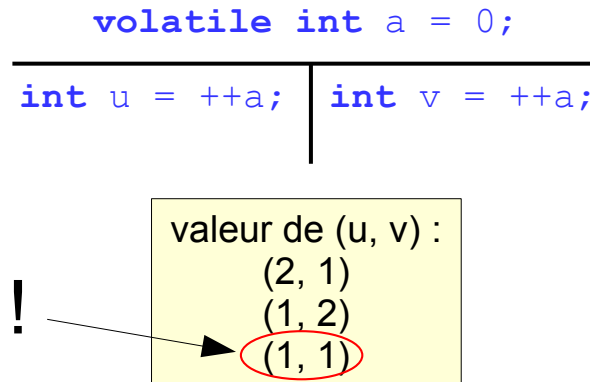 volatile int a = 0;
int u = ++a; int v = ++a;
valeur de (u, v) :
(2, 1)
(1, 2)
! (1, 1)